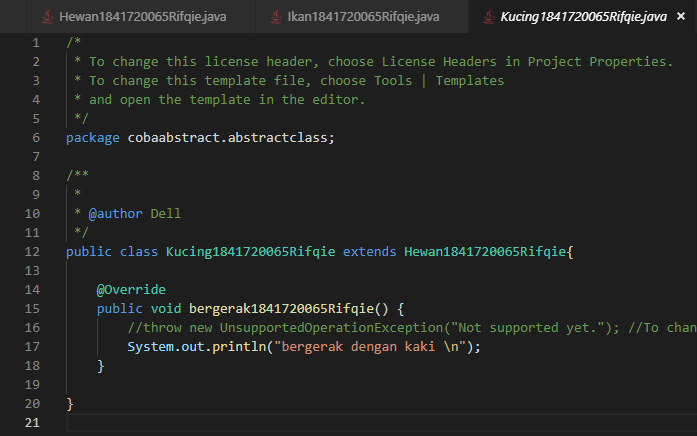 Hewan1841720065Rifqie.java Ikan1841720065Rifqie.java Kucing1841720065Rifqie.java ×
1 /*
2  * To change this license header, choose License Headers in Project Properties.
3  * To change this template file, choose Tools | Templates
4  * and open the template in the editor.
5  */
6 package cobaabstract.abstractclass;
7
8 /**
9  *
10  * @author Dell
11  */
12 public class Kucing1841720065Rifqie extends Hewan1841720065Rifqie{
13
14     @Override
15     public void bergerak1841720065Rifqie() {
16         //throw new UnsupportedOperationException("Not supported yet."); //To chan
17         System.out.println("bergerak dengan kaki \n");
18     }
19
20 }
21